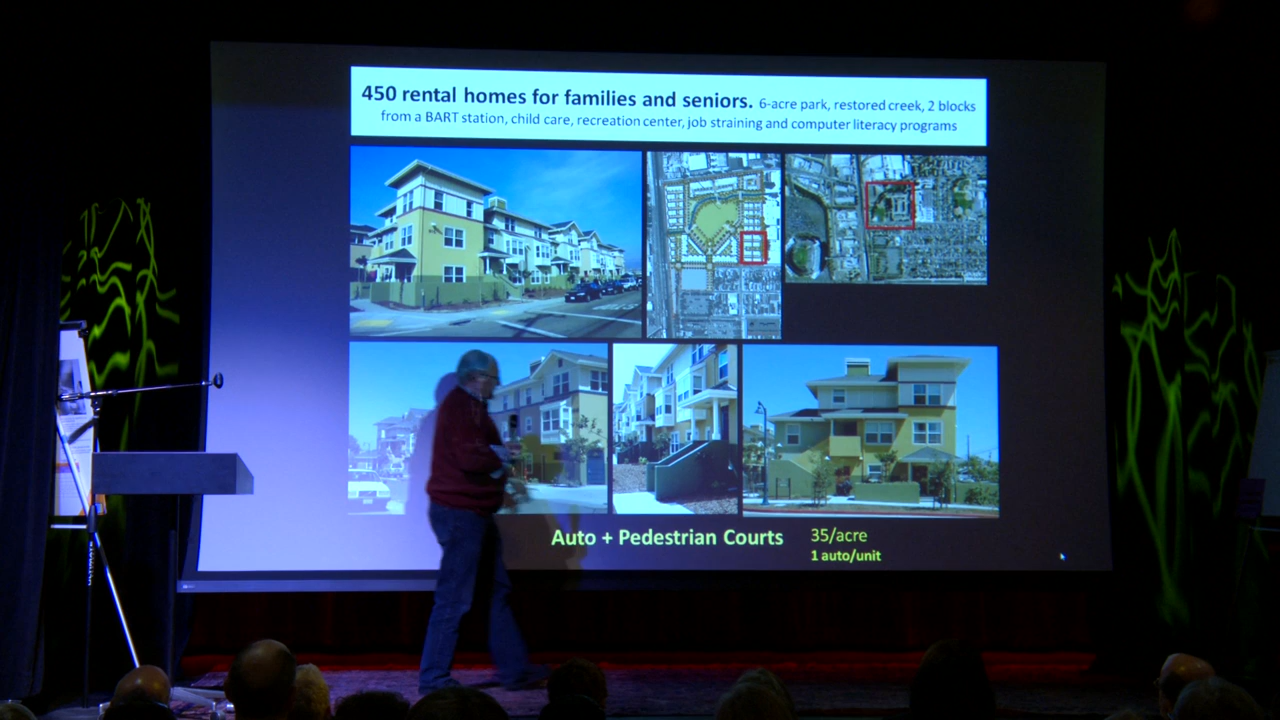 450 rental homes for families and seniors. 6-acre park, restored creek, 2 blocks
from a BART station, child care, recreation center, job straining and computer literacy programs
Auto + Pedestrian Courts 35/acre
1 auto/unit
ULTIMATE